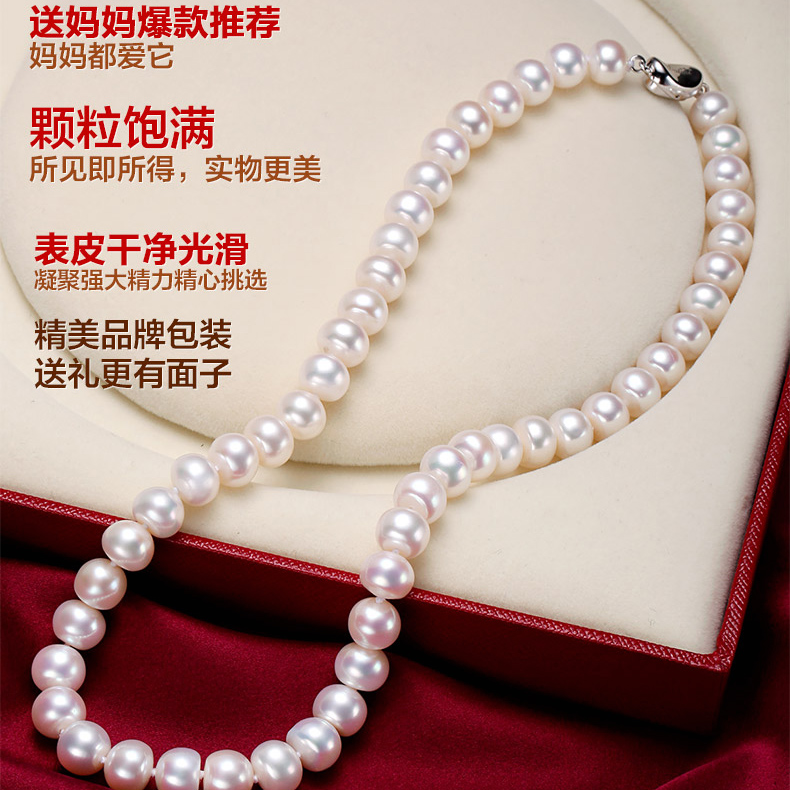 送妈妈爆款推荐
妈妈都爱它
颗粒饱满
所见即所得，实物更美
表皮干净光滑
凝聚强大精力精心挑选
精美品牌包装
送礼更有面子